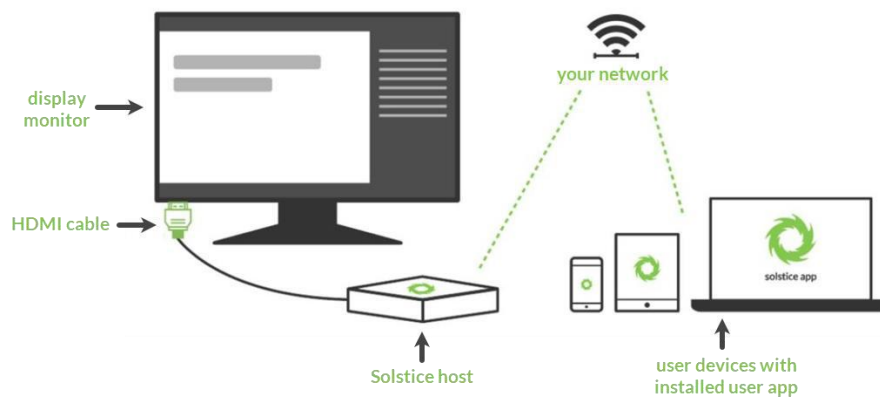 your network
display
monitor
HDMI cable
solstice app
Solstice host
user devices with
installed user app